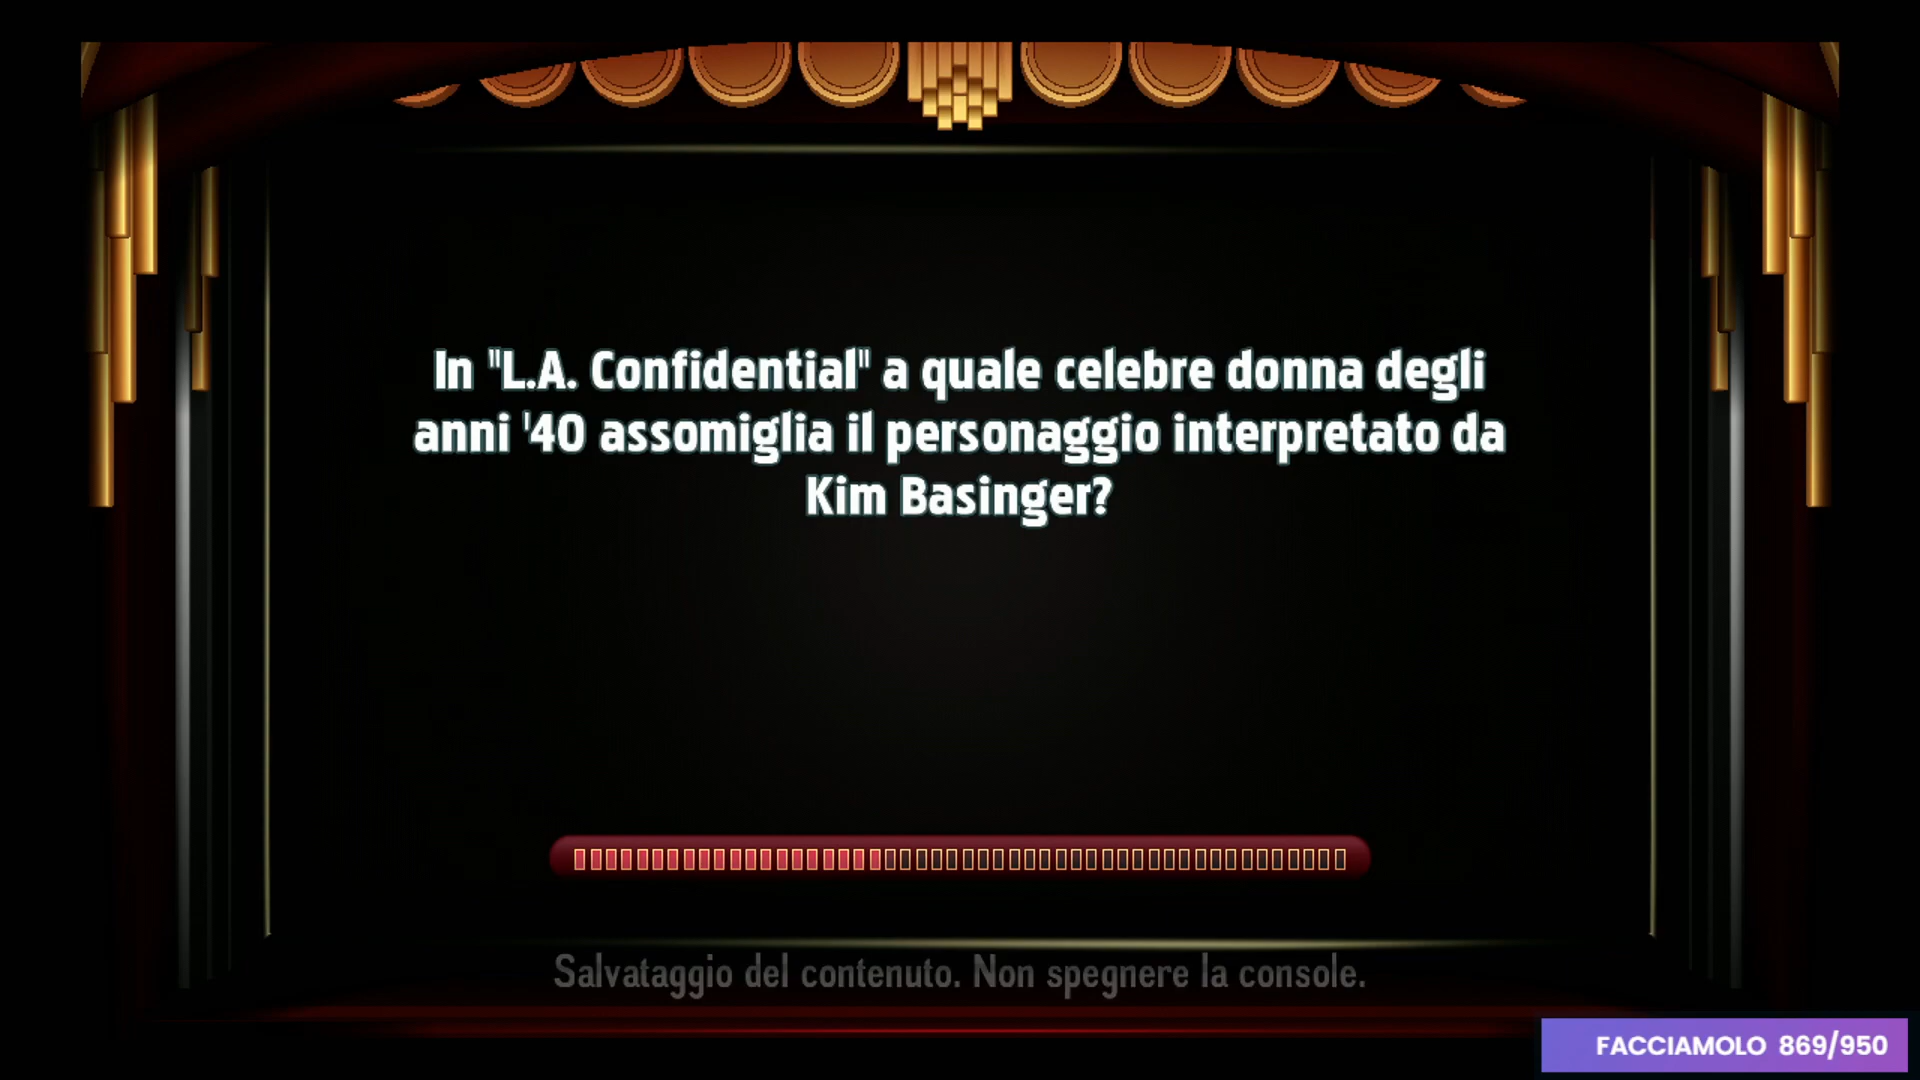 In "L.A. Confidential" a quale celebre donna degli
anni '40 assomiglia il personaggio interpretato da
Kim Basinger?
Salvataggio del contenuto. Non spegnere la console.
FACCIAMOLO 869/950